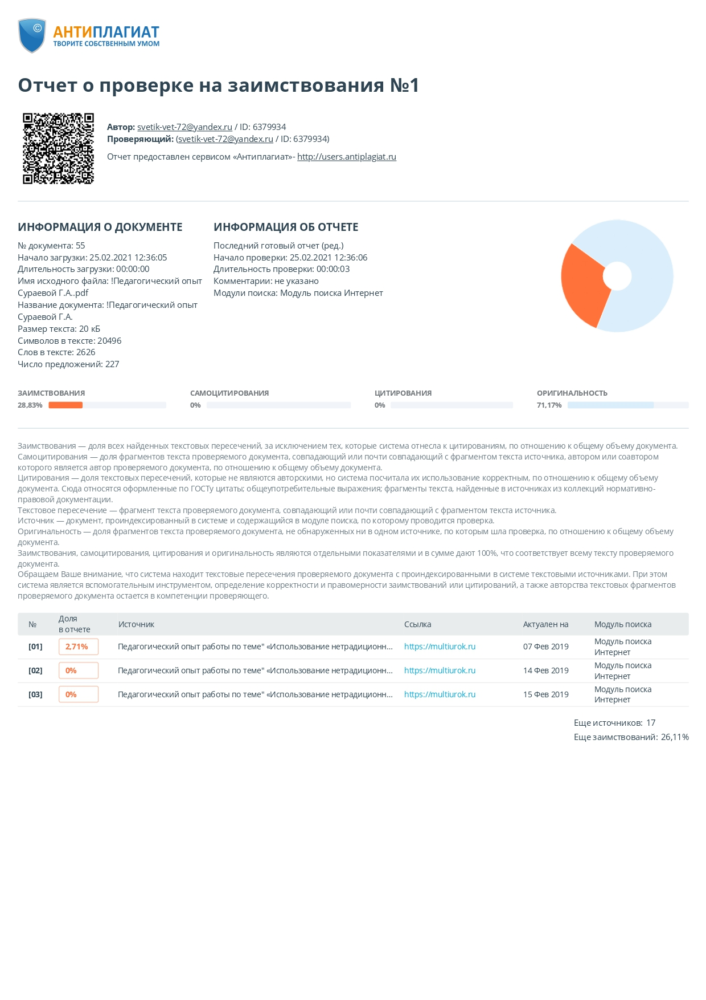 ©
АНТИПЛАГИАТ
ТВОРИТЕ СОБСТВЕННЫМ УМОМ
Отчет о проверке на заимствования №1
Автор: svetik-vet-72@yandex.ru / ID: 6379934
Проверяющий: (svetik-vet-72@yandex.ru / ID: 6379934)
Отчет предоставлен сервисом «Антиплагиат»- http://users.antiplagiat.ru
ИНФОРМАЦИЯ О ДОКУМЕНТЕ
№ документа: 55
Начало загрузки: 25.02.2021 12:36:05
Длительность загрузки: 00:00:00
Имя исходного файла: !Педагогический опыт
Сураевой Г.А..pdf
Название документа: !Педагогический опыт
Сураевой Г.А.
Размер текста: 20 кБ
Символов в тексте: 20496
Слов в тексте: 2626
Число предложений: 227
ИНФОРМАЦИЯ ОБ ОТЧЕТЕ
Последний готовый отчет (ред.)
Начало проверки: 25.02.2021 12:36:06
Длительность проверки: 00:00:03
Комментарии: не указано
Модули поиска: Модуль поиска Интернет
ЗАИМСТВОВАНИЯ
28,83%
САМОЦИТИРОВАНИЯ
0%
ЦИТИРОВАНИЯ
0%
ОРИГИНАЛЬНОСТЬ
71,17%
Заимствования — доля всех найденных текстовых пересечений, за исключением тех, которые система отнесла к цитированиям, по отношению к общему объему документа.
Самоцитирования — доля фрагментов текста проверяемого документа, совпадающий или почти совпадающий с фрагментом текста источника, автором или соавтором
которого является автор проверяемого документа, по отношению к общему объему документа.
Цитирования — доля текстовых пересечений, которые не являются авторскими, но система посчитала их использование корректным, по отношению к общему объему
документа. Сюда относятся оформленные по ГОСТу цитаты; общеупотребительные выражения; фрагменты текста, найденные в источниках из коллекций нормативно-
правовой документации.
Текстовое пересечение — фрагмент текста проверяемого документа, совпадающий или почти совпадающий с фрагментом текста источника.
Источник — документ, проиндексированный в системе и содержащийся в модуле поиска, по которому проводится проверка.
Оригинальность — доля фрагментов текста проверяемого документа, не обнаруженных ни в одном источнике, по которым шла проверка, по отношению к общему объему
документа.
Заимствования, самоцитирования, цитирования и оригинальность являются отдельными показателями и в сумме дают 100%, что соответствует всему тексту проверяемого
документа.
Обращаем Ваше внимание, что система находит текстовые пересечения проверяемого документа с проиндексированными в системе текстовыми источниками. При этом
система является вспомогательным инструментом, определение корректности и правомерности заимствований или цитирований, а также авторства текстовых фрагментов
проверяемого документа остается в компетенции проверяющего.
№ Доля в отчете Источник Ссылка Актуален на Модуль поиска
[01] 2,71% Педагогический опыт работы по теме" «Использование нетрадиционн... https://multiurok.ru 07 Фев 2019 Модуль поиска Интернет
[02] 0% Педагогический опыт работы по теме" «Использование нетрадиционн... https://multiurok.ru 14 Фев 2019 Модуль поиска Интернет
[03] 0% Педагогический опыт работы по теме" «Использование нетрадиционн... https://multiurok.ru 15 Фев 2019 Модуль поиска Интернет
Еще источников: 17
Еще заимствований: 26,11%